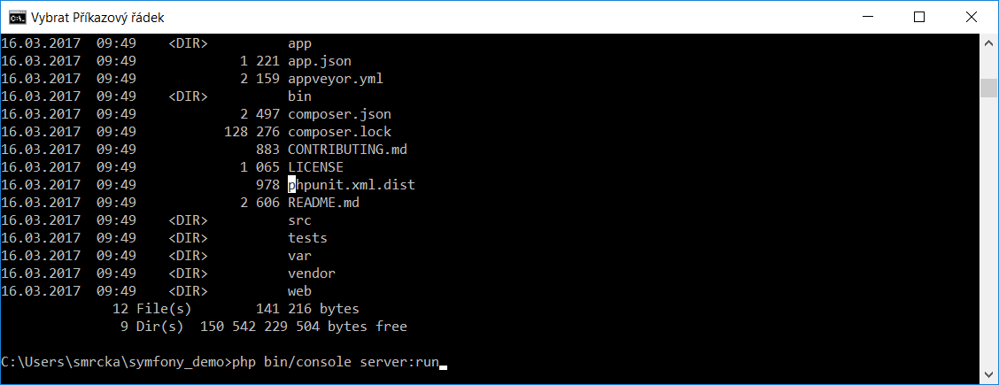 Vybrat Příkazový řádek
16.03.2017  09:49    <DIR>          app
16.03.2017  09:49             1 221 app.json
16.03.2017  09:49             2 159 appveyor.yml
16.03.2017  09:49    <DIR>          bin
16.03.2017  09:49             2 497 composer.json
16.03.2017  09:49           128 276 composer.lock
16.03.2017  09:49               883 CONTRIBUTING.md
16.03.2017  09:49             1 065 LICENSE
16.03.2017  09:49               978 phpunit.xml.dist
16.03.2017  09:49             2 606 README.md
16.03.2017  09:49    <DIR>          src
16.03.2017  09:49    <DIR>          tests
16.03.2017  09:49    <DIR>          var
16.03.2017  09:49    <DIR>          vendor
16.03.2017  09:49    <DIR>          web
              12 File(s)        141 216 bytes
               9 Dir(s)  150 542 229 504 bytes free
C:\Users\smrcka\symfony_demo>php bin/console server:run